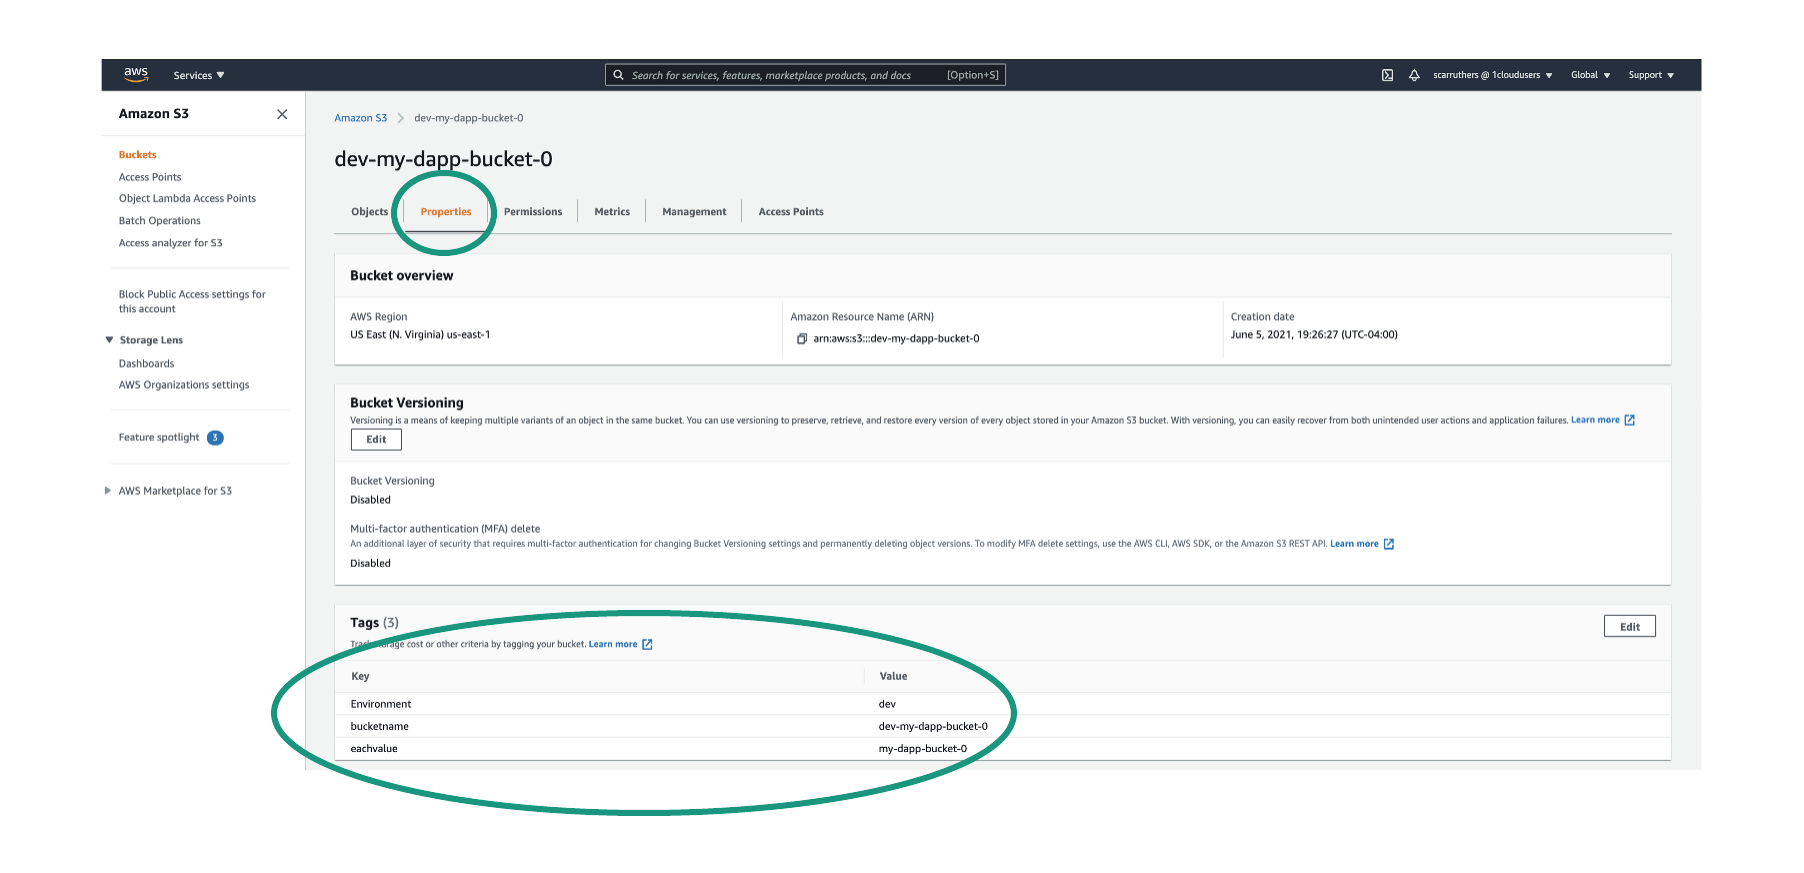 aws
Services
Search for services, features, marketplace products, and docs [Option+S]
scarruthers @ 1cloudusers
Global
Support
Amazon S3
Buckets
Access Points
Object Lambda Access Points
Batch Operations
Access analyzer for S3
Block Public Access settings for
this account
Storage Lens
Dashboards
AWS Organizations settings
Feature spotlight 3
AWS Marketplace for S3
Amazon S3 dev-my-dapp-bucket-0
dev-my-dapp-bucket-0
Objects Properties Permissions Metrics Management Access Points
Bucket overview
AWS Region
US East (N. Virginia) us-east-1
Amazon Resource Name (ARN)
arn:aws:s3:::dev-my-dapp-bucket-0
Creation date
June 5, 2021, 19:26:27 (UTC-04:00)
Bucket Versioning
Versioning is a means of keeping multiple variants of an object in the same bucket. You can use versioning to preserve, retrieve, and restore every version of every object stored in your Amazon S3 bucket. With versioning, you can easily recover from both unintended user actions and application failures. Learn more
Edit
Bucket Versioning
Disabled
Multi-factor authentication (MFA) delete
An additional layer of security that requires multi-factor authentication for changing Bucket Versioning settings and permanently deleting object versions. To modify MFA delete settings, use the AWS CLI, AWS SDK, or the Amazon S3 REST API. Learn more
Disabled
Tags (3)
Edit
Track storage cost or other criteria by tagging your bucket. Learn more
Key Value
Environment dev
bucketname dev-my-dapp-bucket-0
eachvalue my-dapp-bucket-0